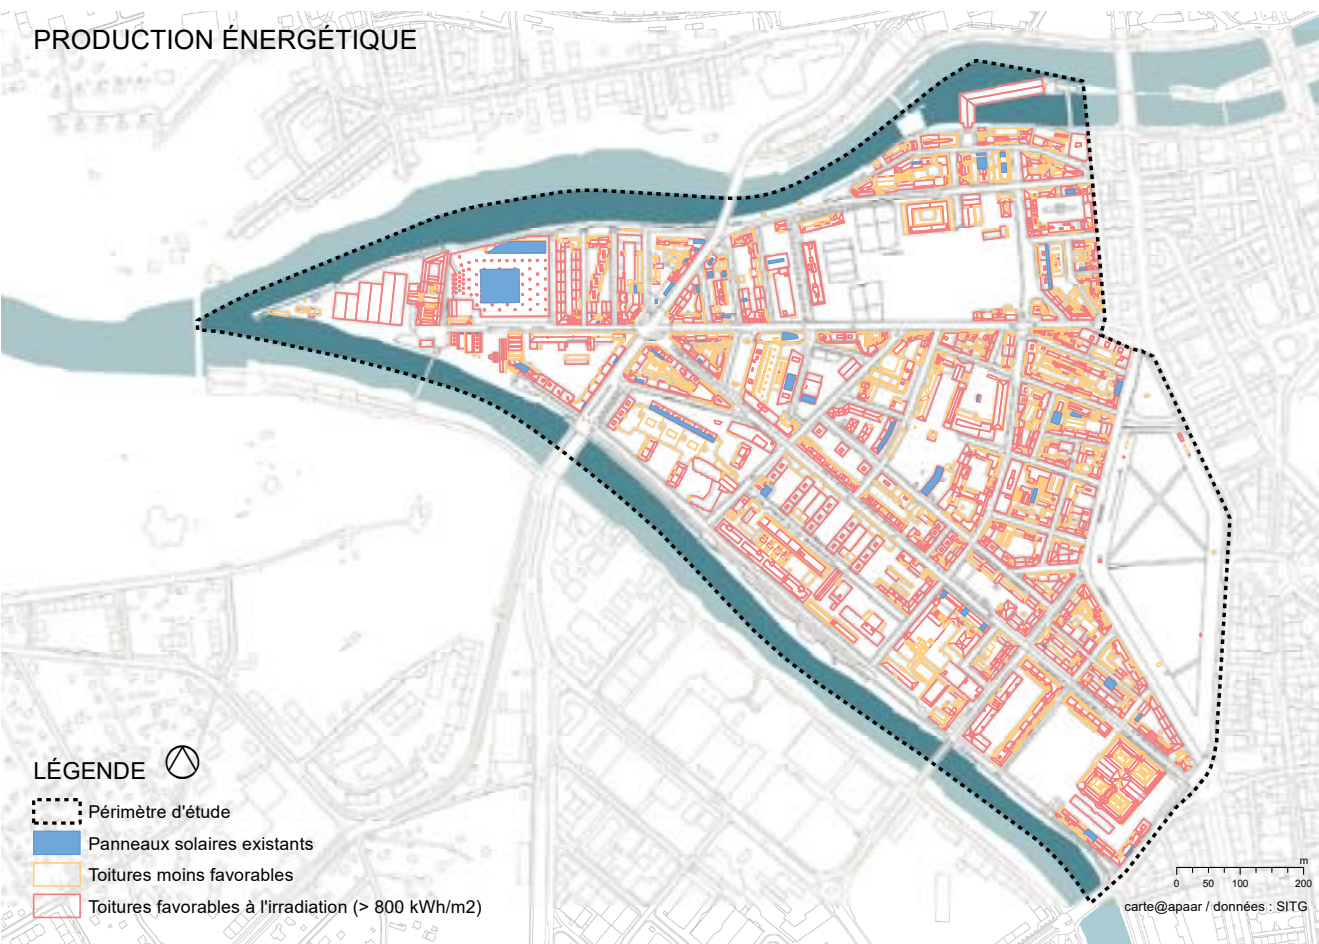 PRODUCTION ÉNERGÉTIQUE
LÉGENDE
Périmètre d'étude
Panneaux solaires existants
Toitures moins favorables
Toitures favorables à l'irradiation (> 800 kWh/m2)
m
0 50 100 200
carte@apaar / données : SITG